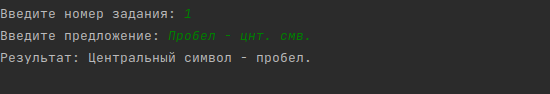 Введите номер задания: 1
Введите предложение: Пробел - цнт. смв.
Результат: Центральный символ - пробел.